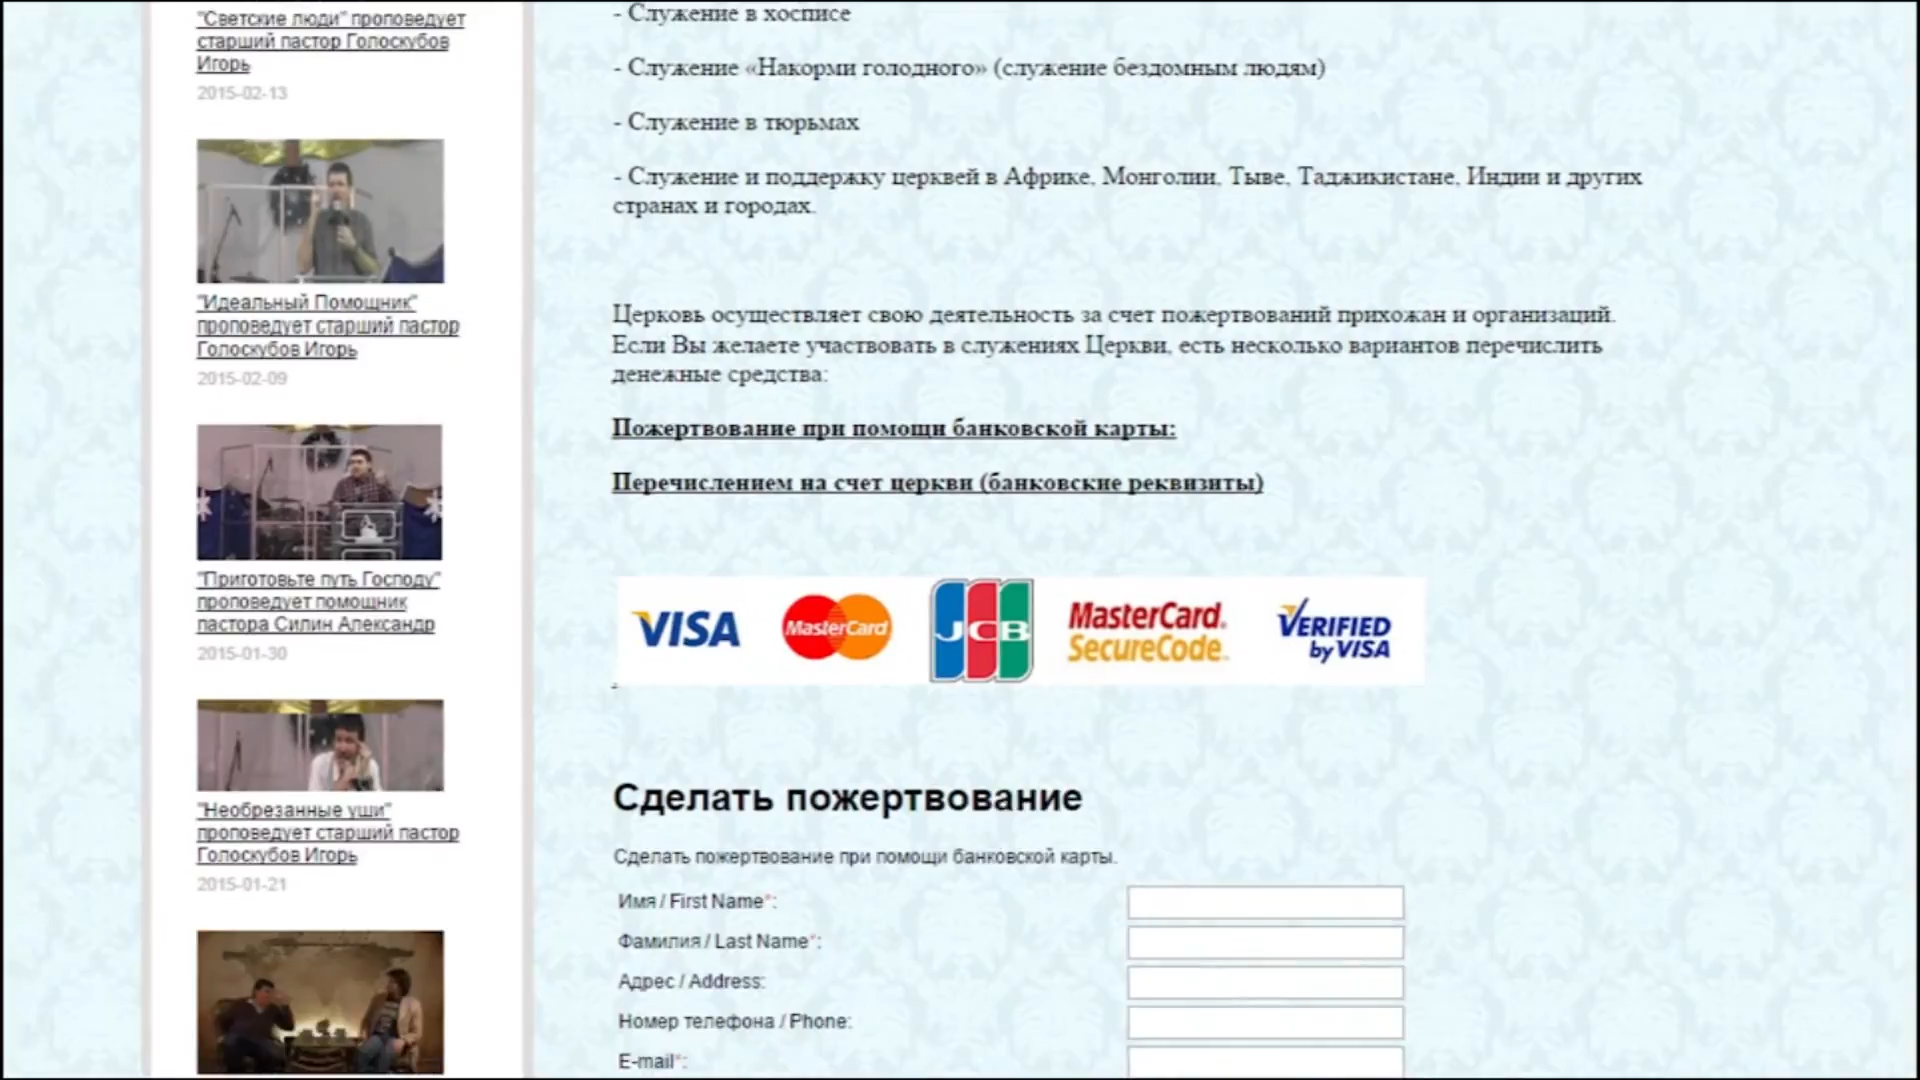 "Светские люди" проповедует
старший пастор Голоскубов
Игорь
2015-02-13
"Идеальный Помощник"
проповедует старший пастор
Голоскубов Игорь
2015-02-09
"Приготовьте путь Господу"
проповедует помощник
пастора Силин Александр
2015-01-30
"Необрезанные уши"
проповедует старший пастор
Голоскубов Игорь
2015-01-21
- Служение в хосписе
- Служение «Накорми голодного» (служение бездомным людям)
- Служение в тюрьмах
- Служение и поддержку церквей в Африке, Монголии, Тыве, Таджикистане, Индии и других
странах и городах.
Церковь осуществляет свою деятельность за счет пожертвований прихожан и организаций.
Если Вы желаете участвовать в служениях Церкви, есть несколько вариантов перечислить
денежные средства:
Пожертвование при помощи банковской карты:
Перечислением на счет церкви (банковские реквизиты)
VISA MasterCard JCB MasterCard. SecureCode. VERIFIED by VISA
Сделать пожертвование
Сделать пожертвование при помощи банковской карты.
Имя / First Name*:
Фамилия / Last Name*:
Адрес / Address:
Номер телефона / Phone:
E-mail*: